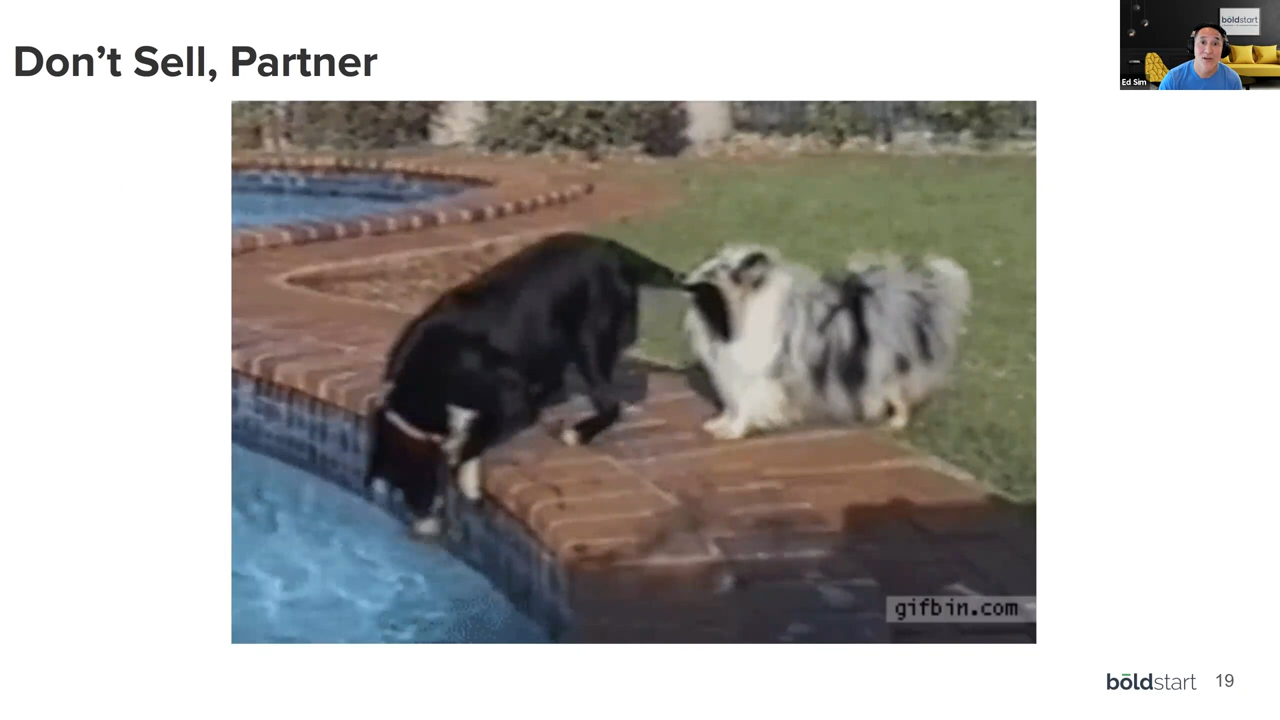 Don't Sell, Partner
boldstart
Ed Sim
gifbin.com
bōldstart 19